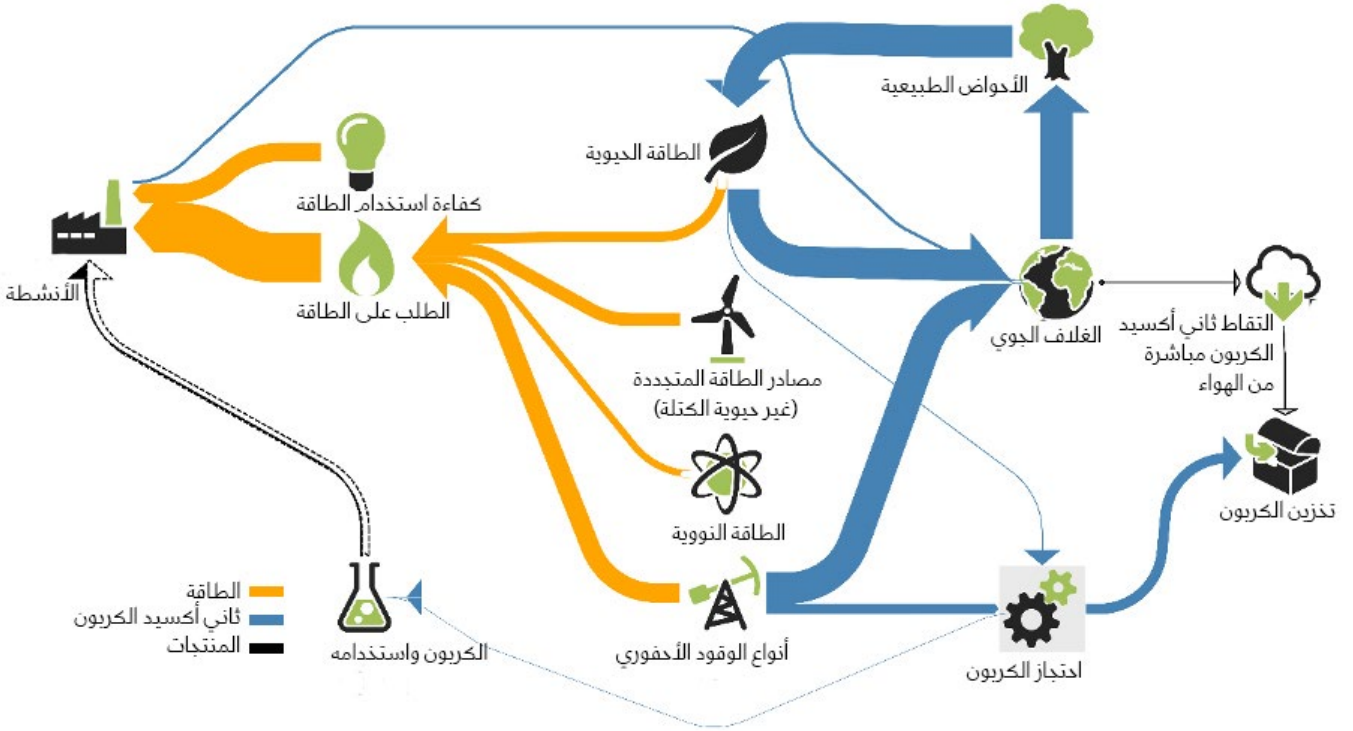 الأحواض الطبيعية
الطاقة الحيوية
كفاءة استخدام الطاقة
الأنشطة
الطلب على الطاقة
الغلاف الجوي
التقاط ثاني أكسيد
الكربون مباشرة
من الهواء
مصادر الطاقة المتجددة
(غير حيوية الكتلة)
تخزين الكربون
الطاقة النووية
الطاقة
ثاني أكسيد الكربون
المنتجات
الكربون واستخدامه
أنواع الوقود الأحفوري
احتجاز الكربون